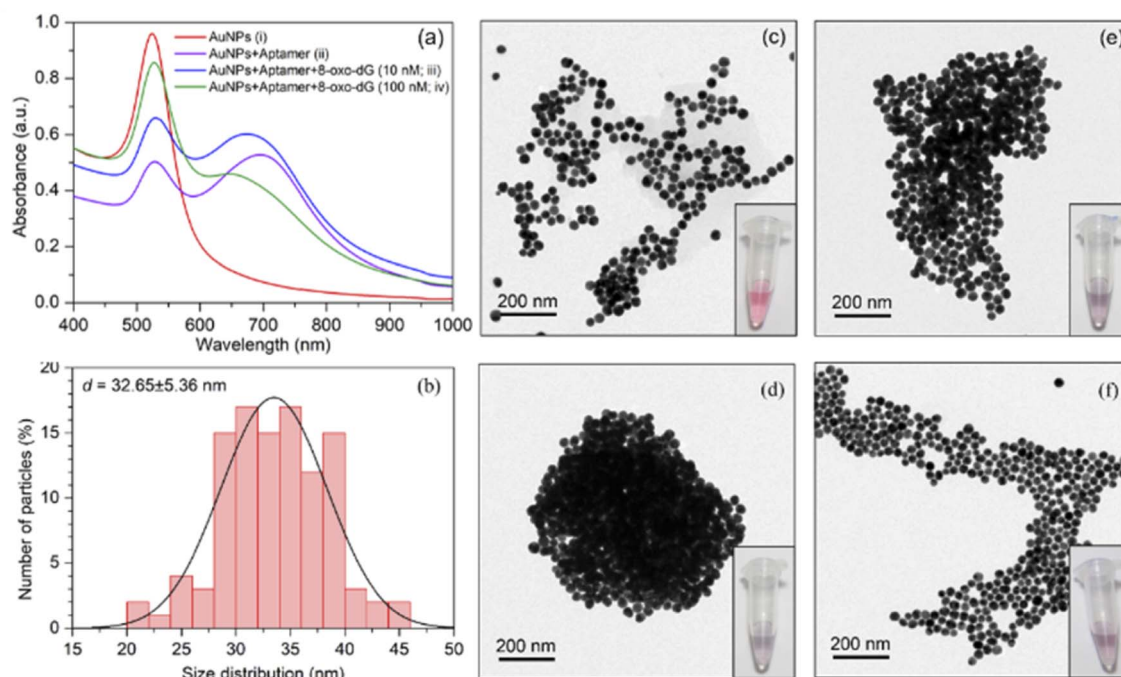 (a)
AuNPs (i)
AuNPs+Aptamer (ii)
AuNPs+Aptamer+8-oxo-dG (10 nM; iii)
AuNPs+Aptamer+8-oxo-dG (100 nM; iv)
1.0
0.8
0.6
0.4
0.2
0.0
Absorbance (a.u.)
400 500 600 700 800 900 1000
Wavelength (nm)
(b)
d = 32.65±5.36 nm
20
15
10
5
0
Number of particles (%)
15 20 25 30 35 40 45 50
Size distribution (nm)
(c)
200 nm
(e)
200 nm
(d)
200 nm
(f)
200 nm